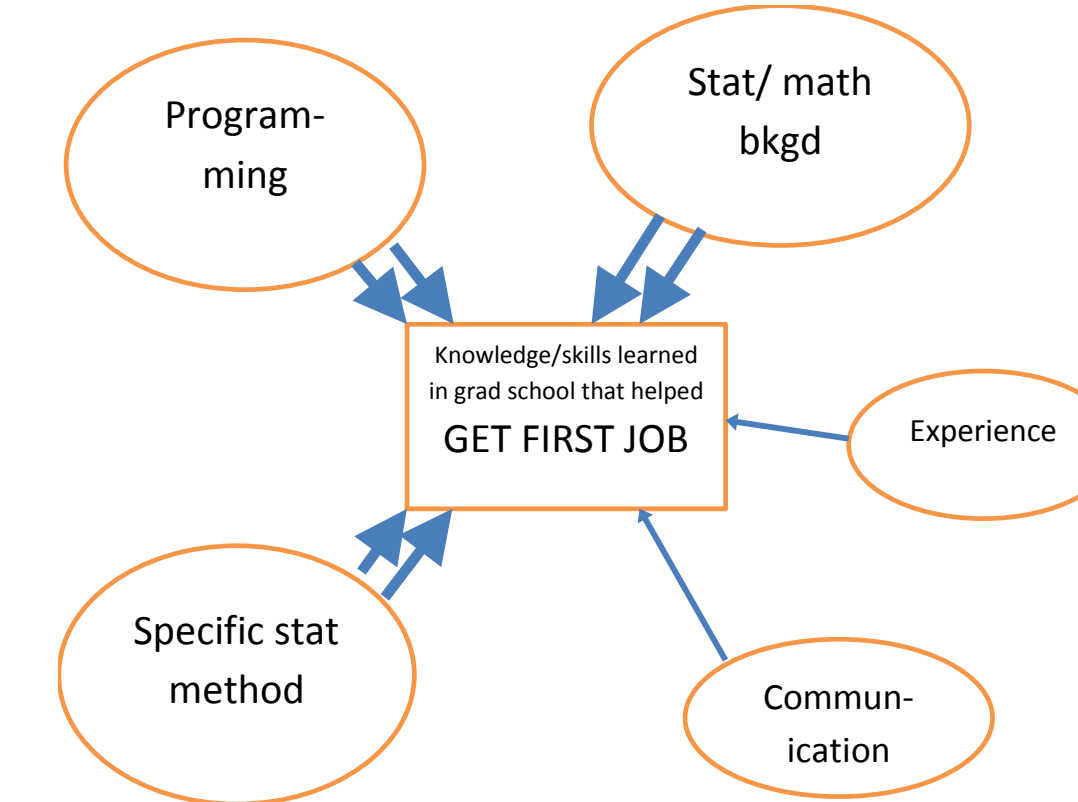 Program-
ming
Stat/ math
bkgd
Knowledge/skills learned
in grad school that helped
GET FIRST JOB
Experience
Specific stat
method
Commun-
ication